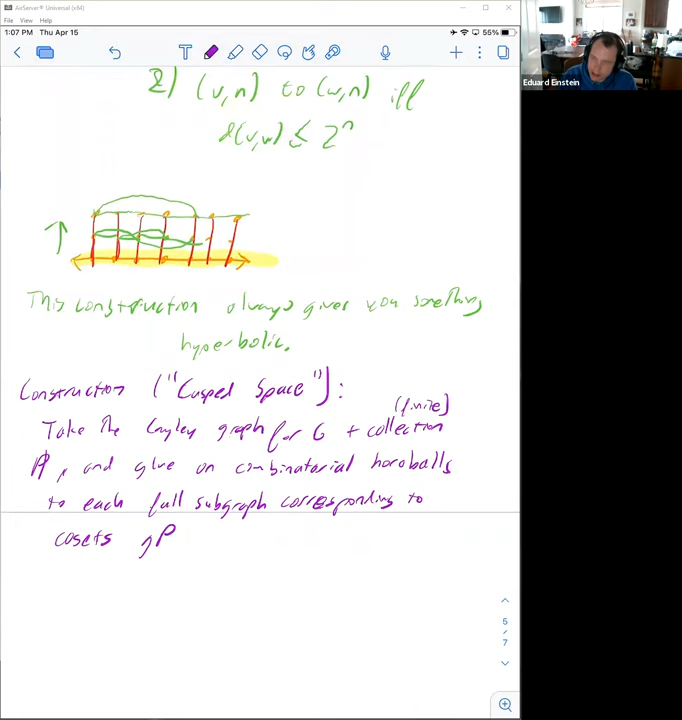 AirServer® Universal (x64)
File View Help
1:07 PM Thu Apr 15
55%
2) (v,n) to (w,n) iff
d(v,w) ≤ 2^n
This construction always gives you something
hyperbolic.
Construction ("Cusped Space"):
(finite)
Take the Cayley graph for G + collection
P, and glue on combinatorial horoballs
to each full subgraph corresponding to
cosets gP
5
/
7
Eduard Einstein